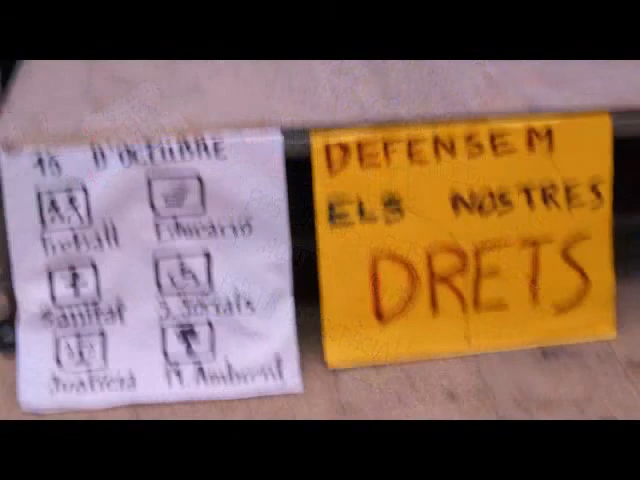 15 D'OCTUBRE
Treball Educació
Sanitat S. Socials
Justícia M. Ambient
DEFENSEM
ELS NOSTRES
DRETS